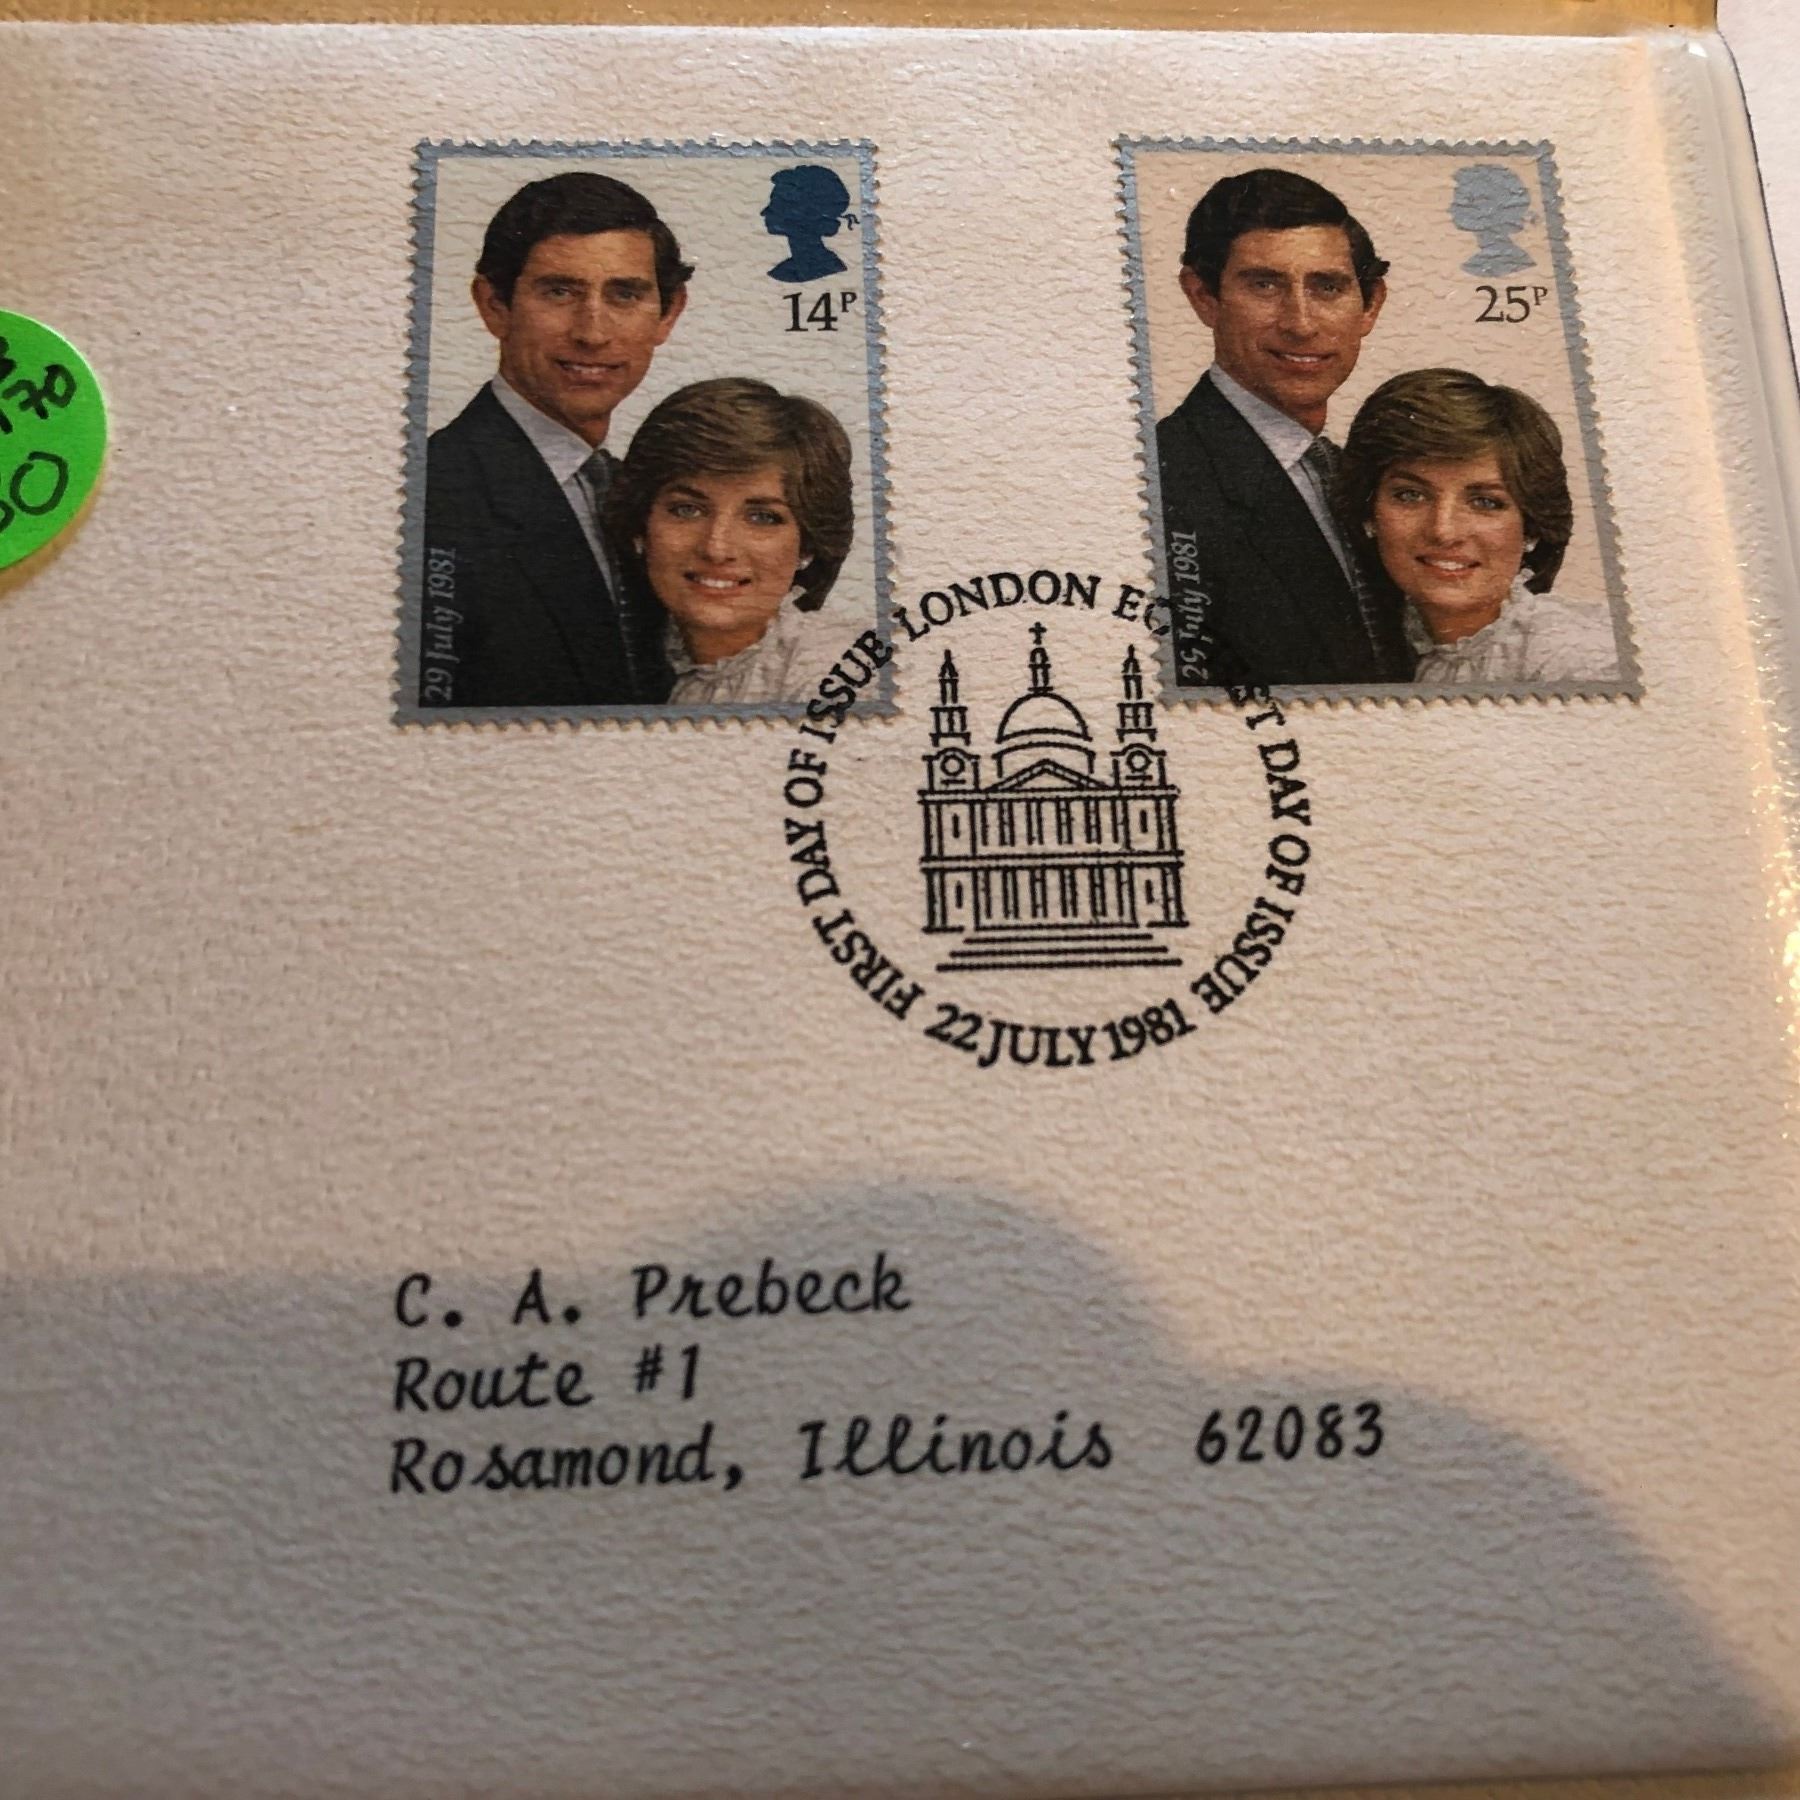 14P
25P
29 July 1981
29 July 1981
FIRST DAY OF ISSUE LONDON EC DAY OF ISSUE
22 JULY 1981
C. A. Prebeck
Route #1
Rosamond, Illinois 62083